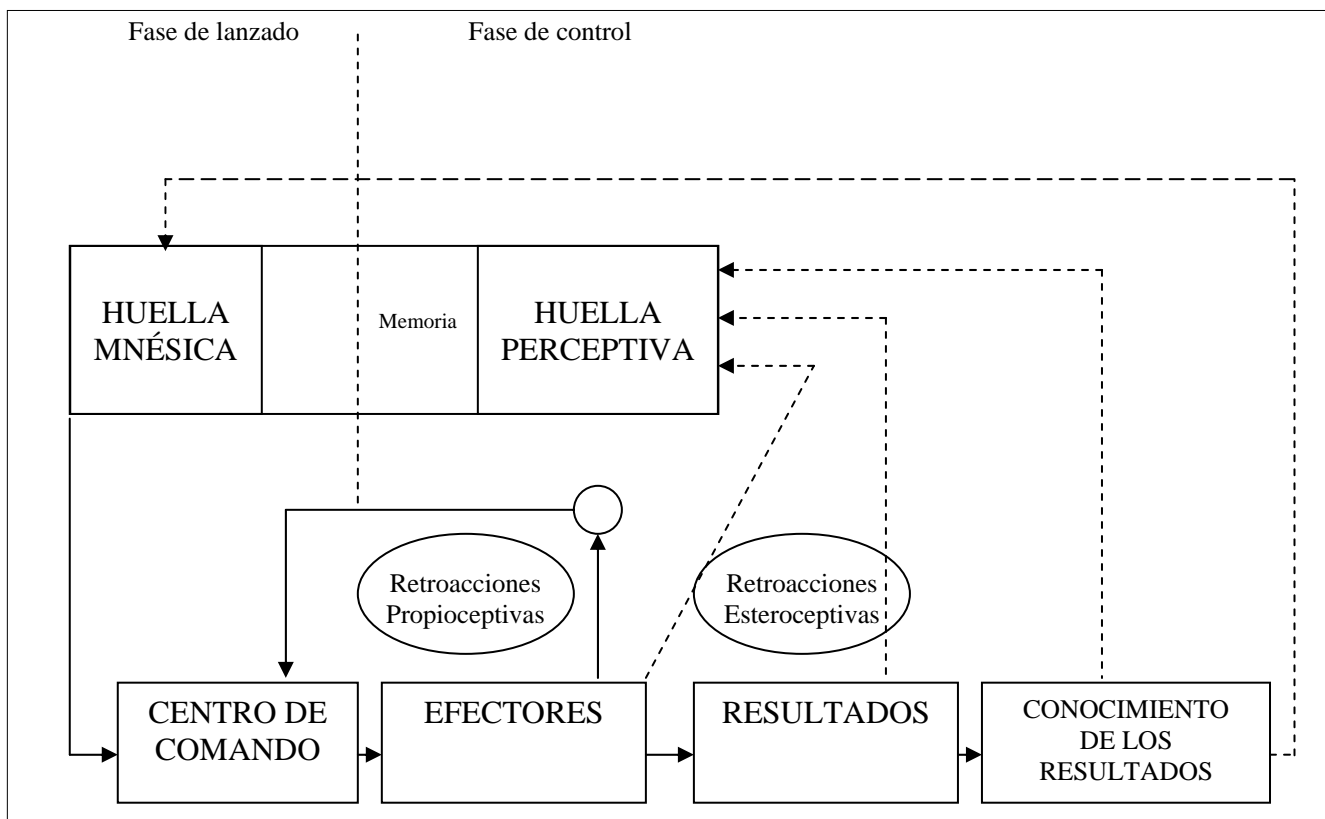 Fase de lanzado
Fase de control
HUELLA
MNÉSICA
Memoria
HUELLA
PERCEPTIVA
Retroacciones
Propioceptivas
Retroacciones
Esteroceptivas
CENTRO DE
COMANDO
EFECTORES
RESULTADOS
CONOCIMIENTO
DE LOS
RESULTADOS